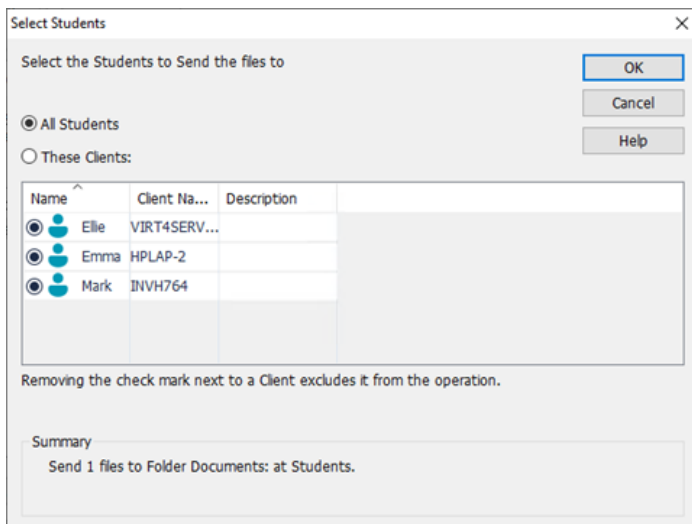 Select Students
Select the Students to Send the files to
OK
Cancel
Help
All Students
These Clients:
Name Client Na... Description
Ellie VIRT4SERV...
Emma HPLAP-2
Mark INVH764
Removing the check mark next to a Client excludes it from the operation.
Summary
Send 1 files to Folder Documents: at Students.